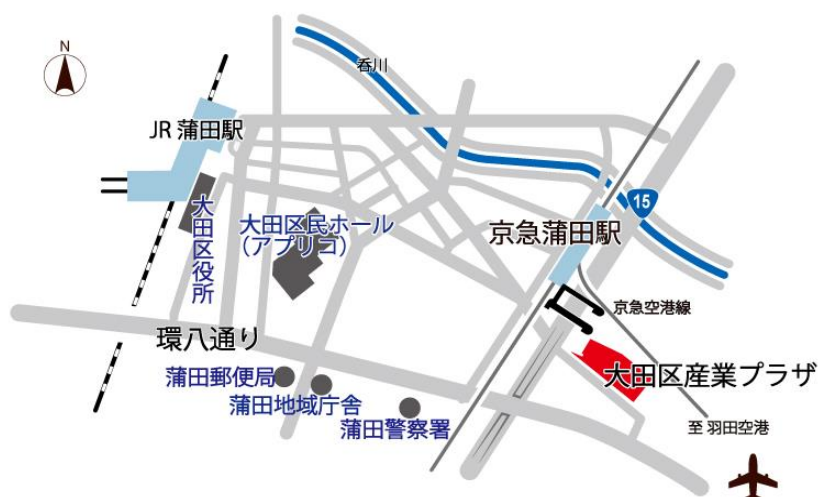 N
呑川
JR 蒲田駅
15
大田区役所
大田区民ホール
（アプリコ）
京急蒲田駅
京急空港線
環八通り
大田区産業プラザ
蒲田郵便局
蒲田地域庁舎
蒲田警察署
至 羽田空港